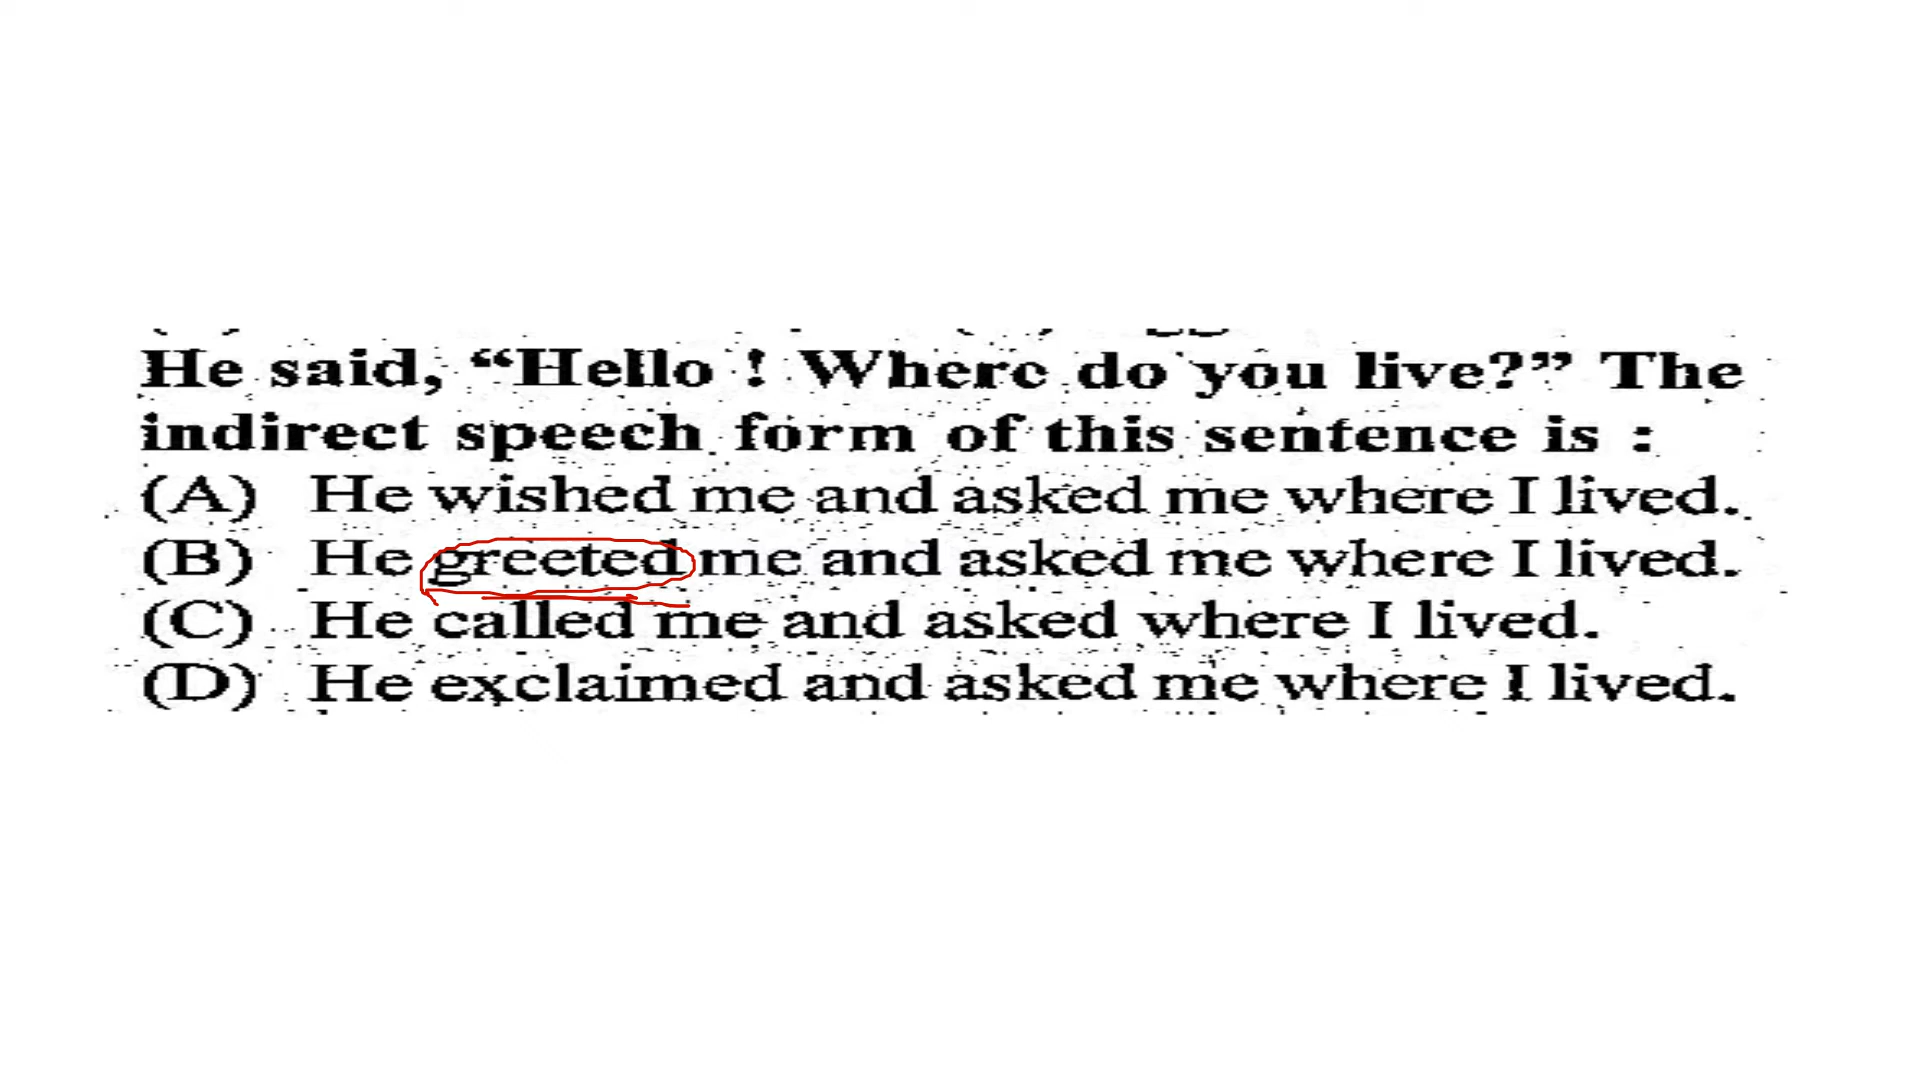 He said, “Hello ! Where do you live?” The
indirect speech form of this sentence is :
(A) He wished me and asked me where I lived.
(B) He greeted me and asked me where I lived.
(C) He called me and asked where I lived.
(D) He exclaimed and asked me where I lived.